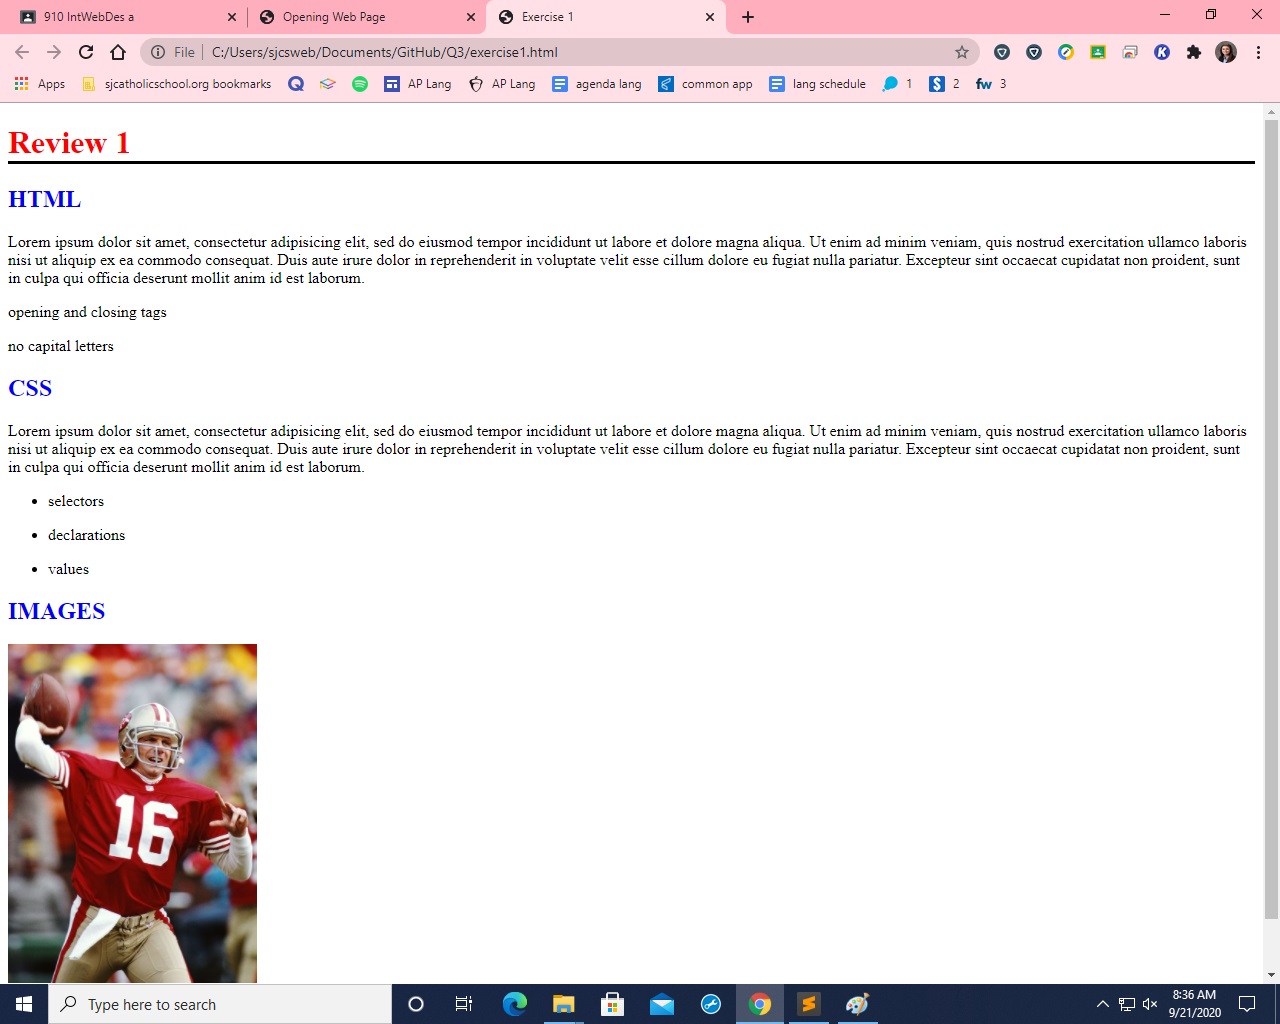 910 IntWebDes a
Opening Web Page
Exercise 1
File
C:/Users/sjcsweb/Documents/GitHub/Q3/exercise1.html
Apps
sjcatholicschool.org bookmarks
AP Lang
AP Lang
agenda lang
common app
lang schedule
1
2
fw 3
Review 1
HTML
Lorem ipsum dolor sit amet, consectetur adipisicing elit, sed do eiusmod tempor incididunt ut labore et dolore magna aliqua. Ut enim ad minim veniam, quis nostrud exercitation ullamco laboris
nisi ut aliquip ex ea commodo consequat. Duis aute irure dolor in reprehenderit in voluptate velit esse cillum dolore eu fugiat nulla pariatur. Excepteur sint occaecat cupidatat non proident, sunt
in culpa qui officia deserunt mollit anim id est laborum.
opening and closing tags
no capital letters
CSS
Lorem ipsum dolor sit amet, consectetur adipisicing elit, sed do eiusmod tempor incididunt ut labore et dolore magna aliqua. Ut enim ad minim veniam, quis nostrud exercitation ullamco laboris
nisi ut aliquip ex ea commodo consequat. Duis aute irure dolor in reprehenderit in voluptate velit esse cillum dolore eu fugiat nulla pariatur. Excepteur sint occaecat cupidatat non proident, sunt
in culpa qui officia deserunt mollit anim id est laborum.
• selectors
• declarations
• values
IMAGES
16
Type here to search
8:36 AM
9/21/2020